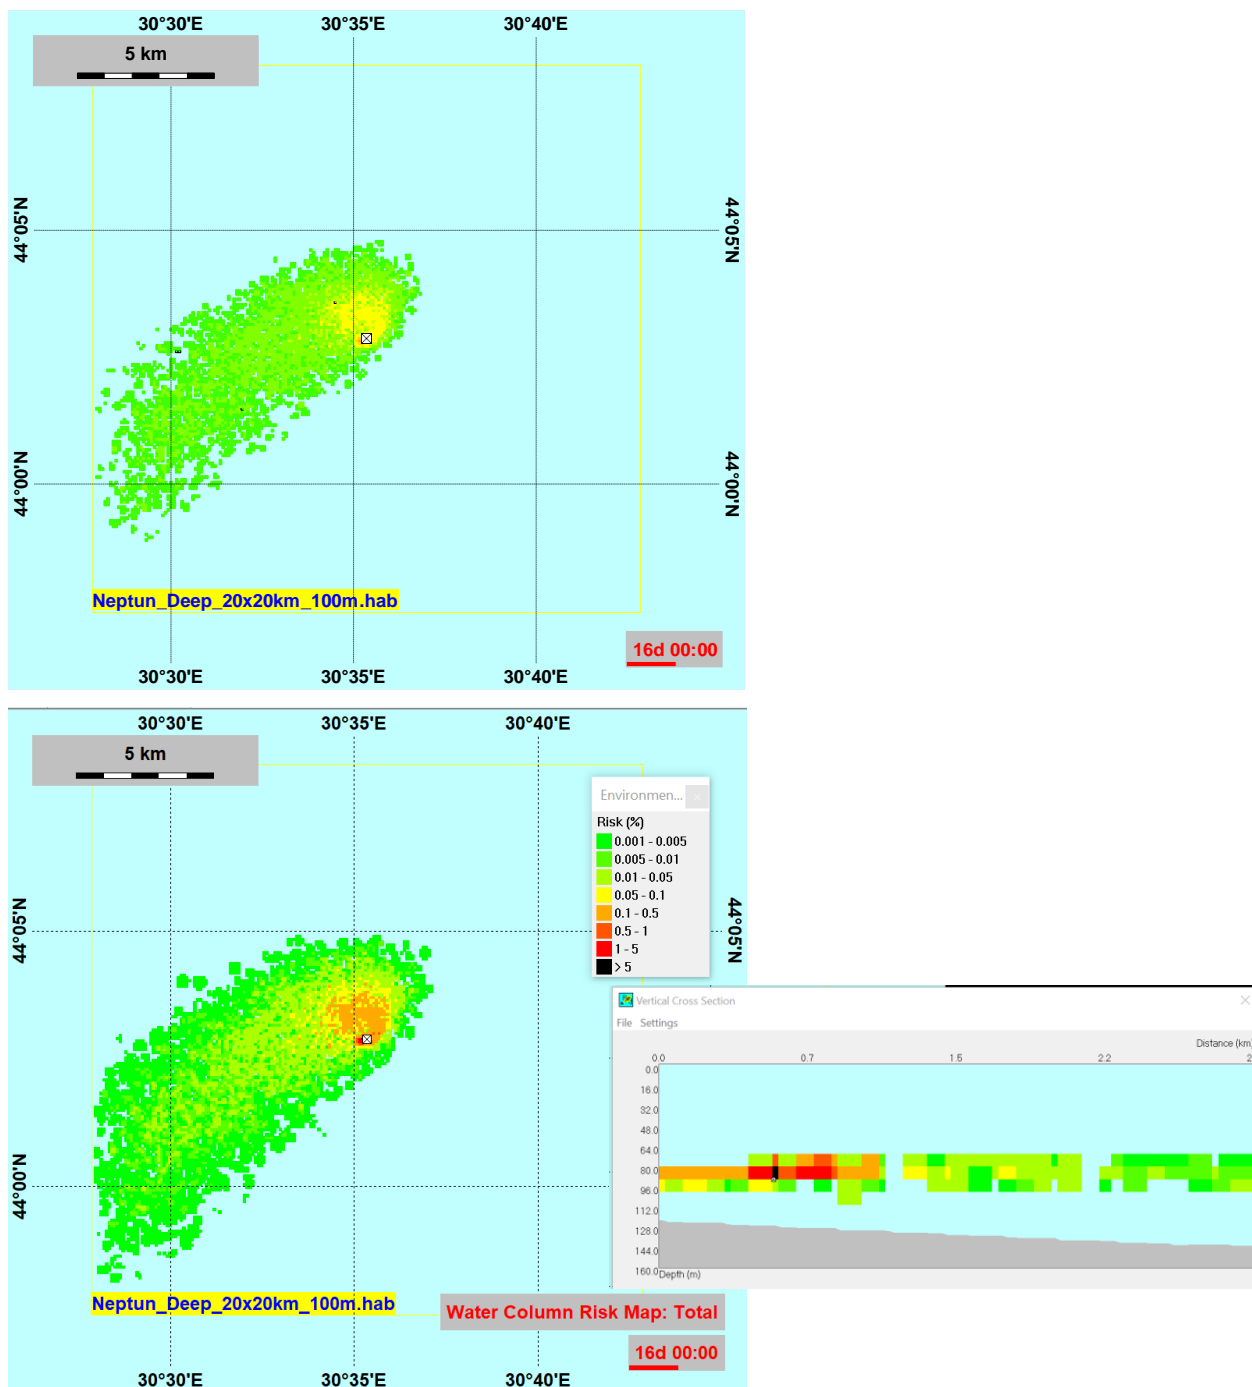 30°30'E 30°35'E 30°40'E
5 km
44°05'N 44°05'N
44°00'N 44°00'N
Neptun_Deep_20x20km_100m.hab
16d 00:00
30°30'E 30°35'E 30°40'E
30°30'E 30°35'E 30°40'E
5 km
Environmen...
Risk (%)
0.001 - 0.005
0.005 - 0.01
0.01 - 0.05
0.05 - 0.1
0.1 - 0.5
0.5 - 1
1 - 5
> 5
44°05'N 44°05'N
44°00'N
Vertical Cross Section
File Settings
Distance (km)
0.0 0.7 1.5 2.2
0.0
16.0
32.0
48.0
64.0
80.0
96.0
112.0
128.0
144.0
160.0
Depth (m)
Neptun_Deep_20x20km_100m.hab
Water Column Risk Map: Total
16d 00:00
30°30'E 30°35'E 30°40'E